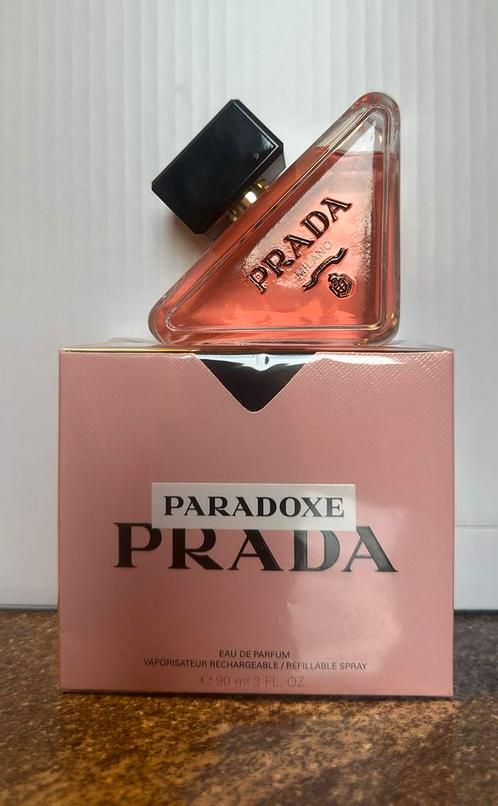 PRADA
MILANO
PARADOXE
PRADA
EAU DE PARFUM
VAPORISATEUR RECHARGEABLE / REFILLABLE SPRAY
℮ 90 ml 3 FL. OZ.